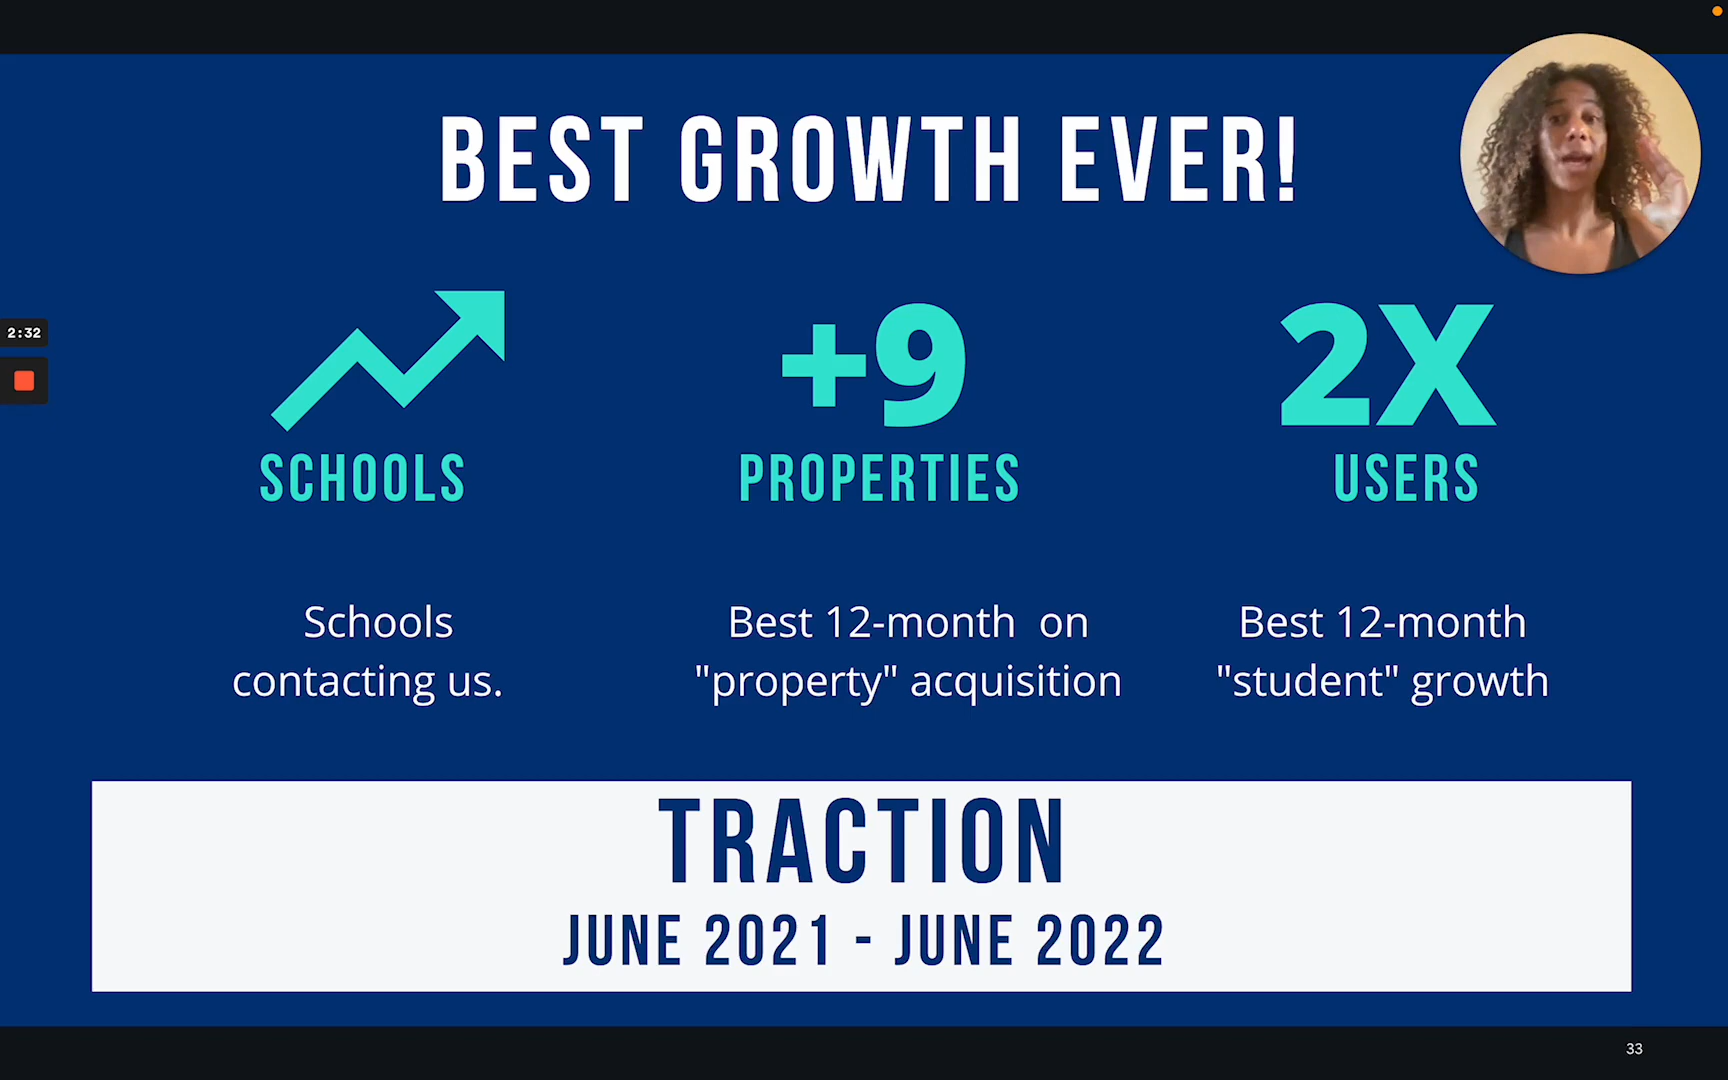 BEST GROWTH EVER!
2:32
+9
2X
SCHOOLS
PROPERTIES
USERS
Schools
contacting us.
Best 12-month  on
"property" acquisition
Best 12-month
"student" growth
TRACTION
JUNE 2021 - JUNE 2022
33